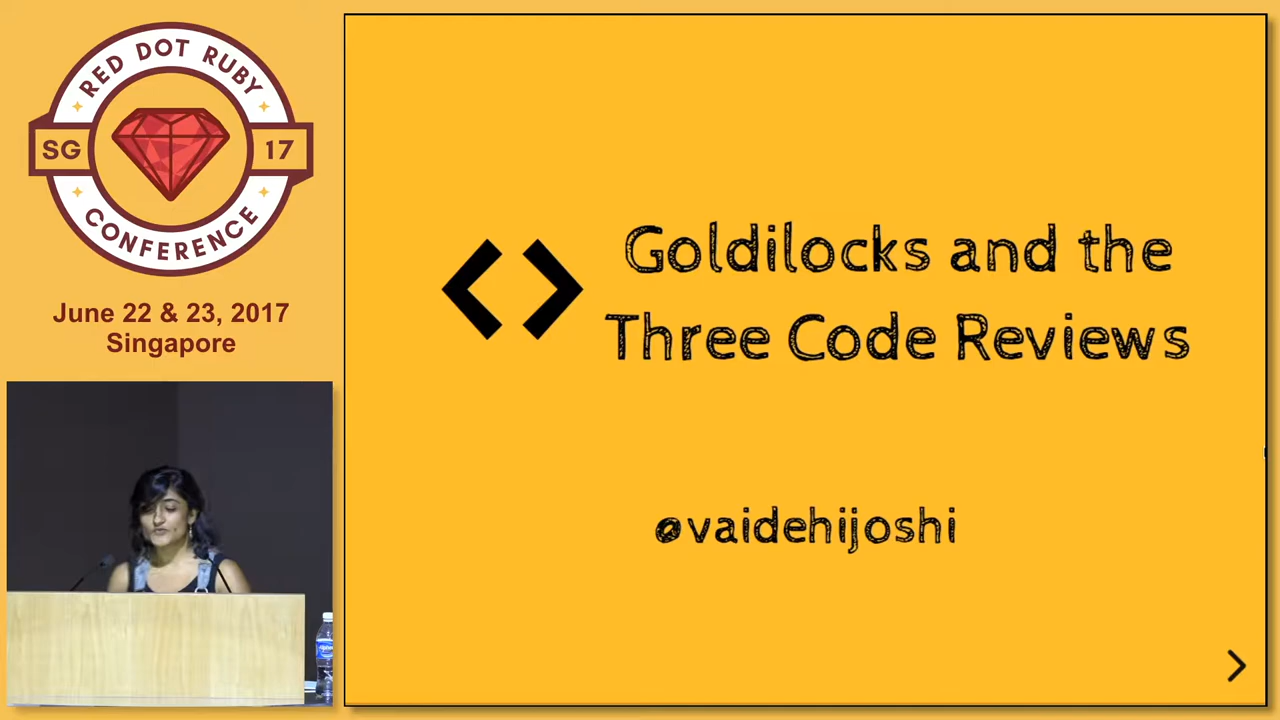 RED DOT RUBY
SG 17
CONFERENCE
June 22 & 23, 2017
Singapore
Goldilocks and the
Three Code Reviews
@vaidehijoshi